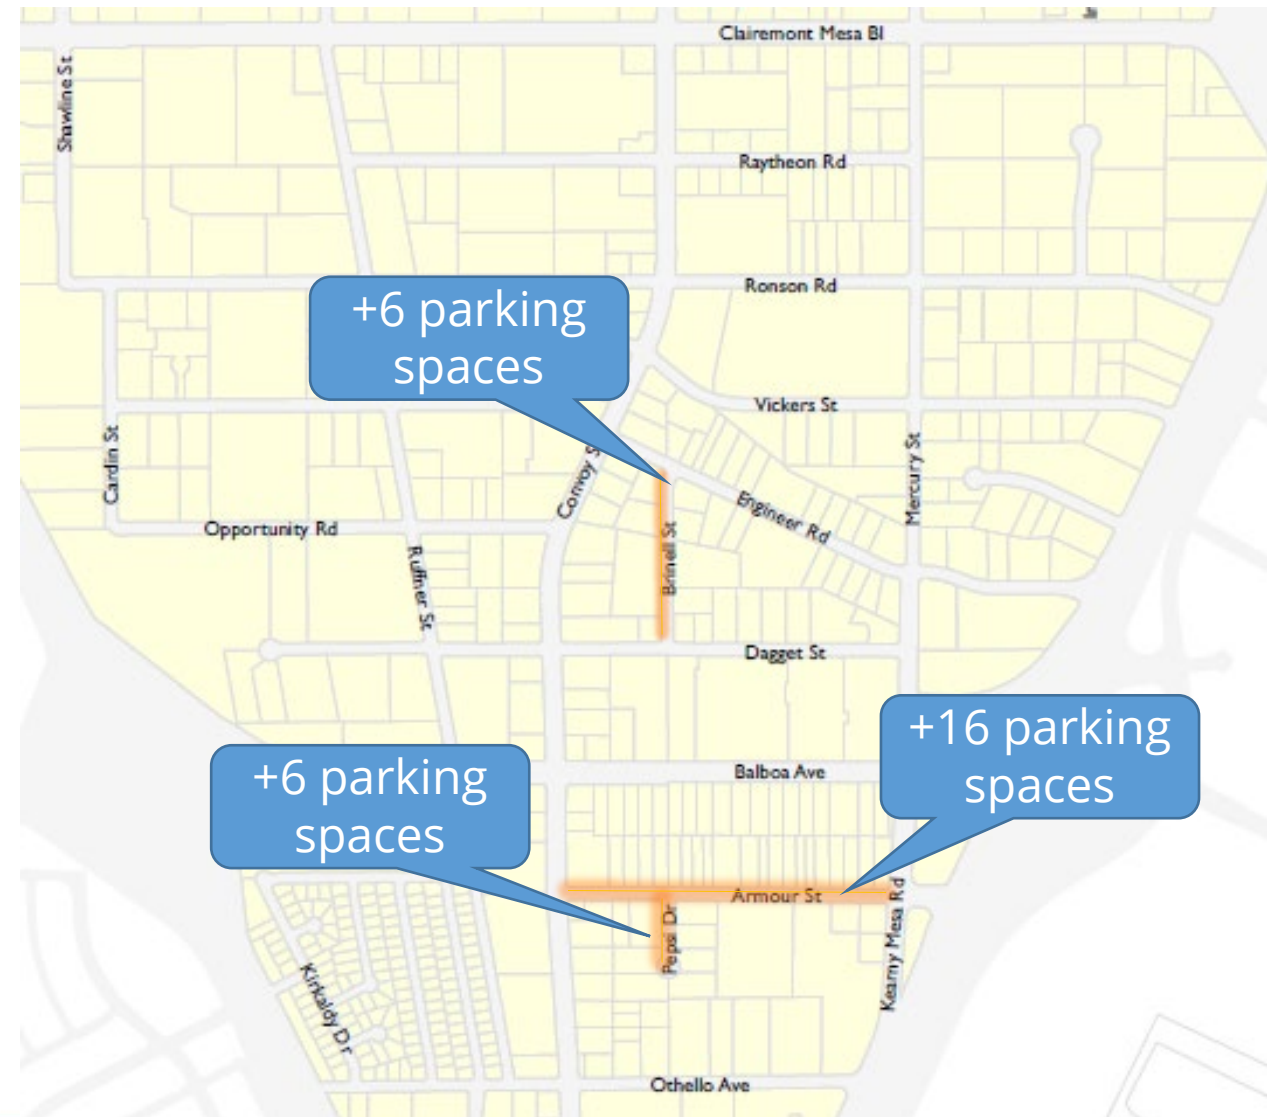 Clairemont Mesa Bl
Shawline St
Raytheon Rd
Ronson Rd
+6 parking
spaces
Vickers St
Cardin St
Convoy S
Mercury St
Engineer Rd
Opportunity Rd
Ruffner St
Brinell St
Dagget St
+16 parking
spaces
+6 parking
spaces
Balboa Ave
Armour St
Pepsi Dr
Kearny Mesa Rd
Kirkaldy Dr
Othello Ave